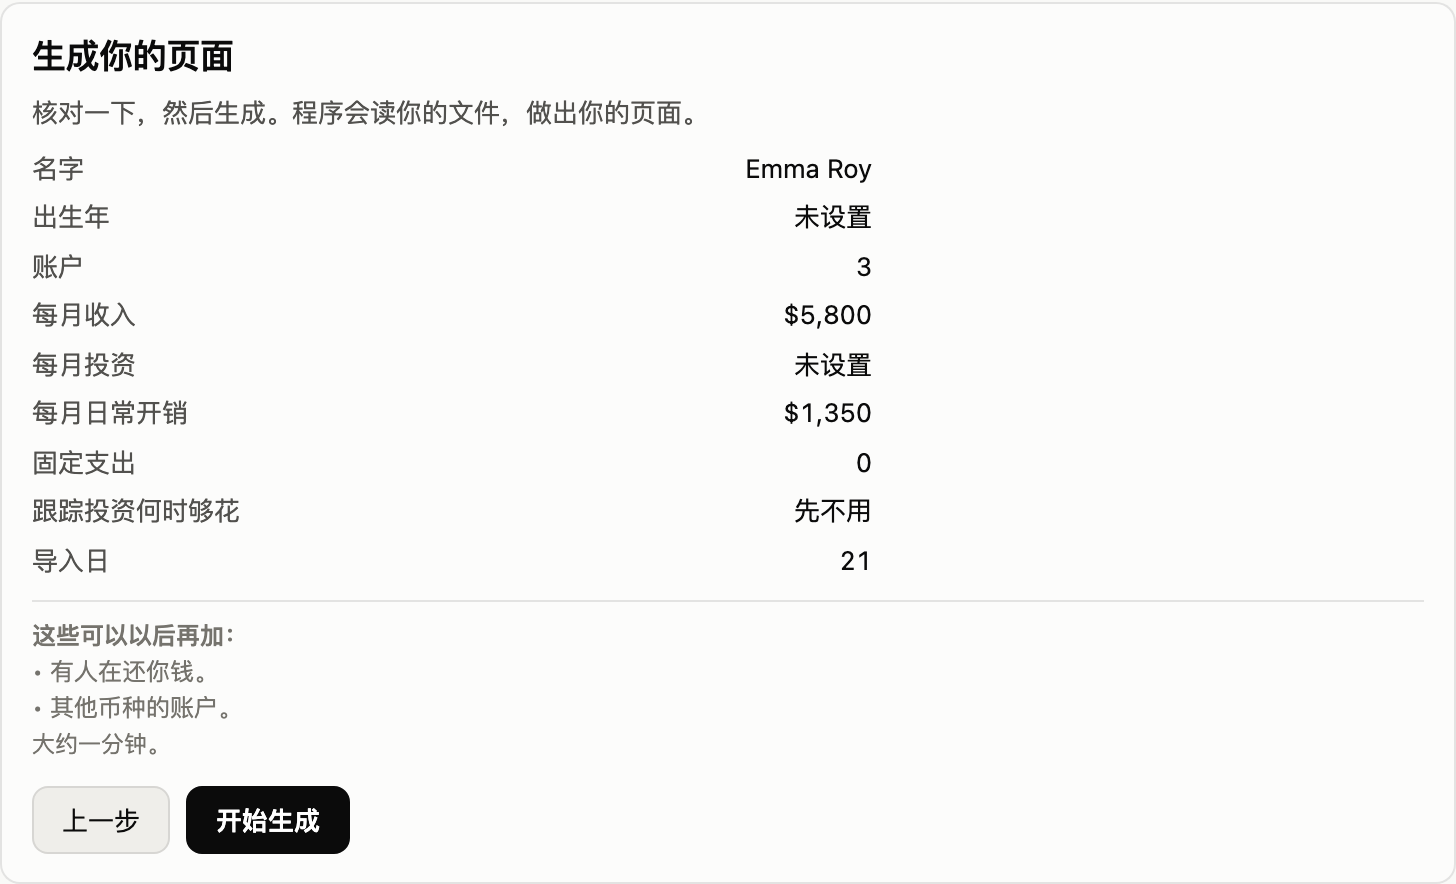 生成你的页面
核对一下，然后生成。程序会读你的文件，做出你的页面。
名字 Emma Roy
出生年 未设置
账户 3
每月收入 $5,800
每月投资 未设置
每月日常开销 $1,350
固定支出 0
跟踪投资何时够花 先不用
导入日 21
这些可以以后再加：
• 有人在还你钱。
• 其他币种的账户。
大约一分钟。
上一步 开始生成